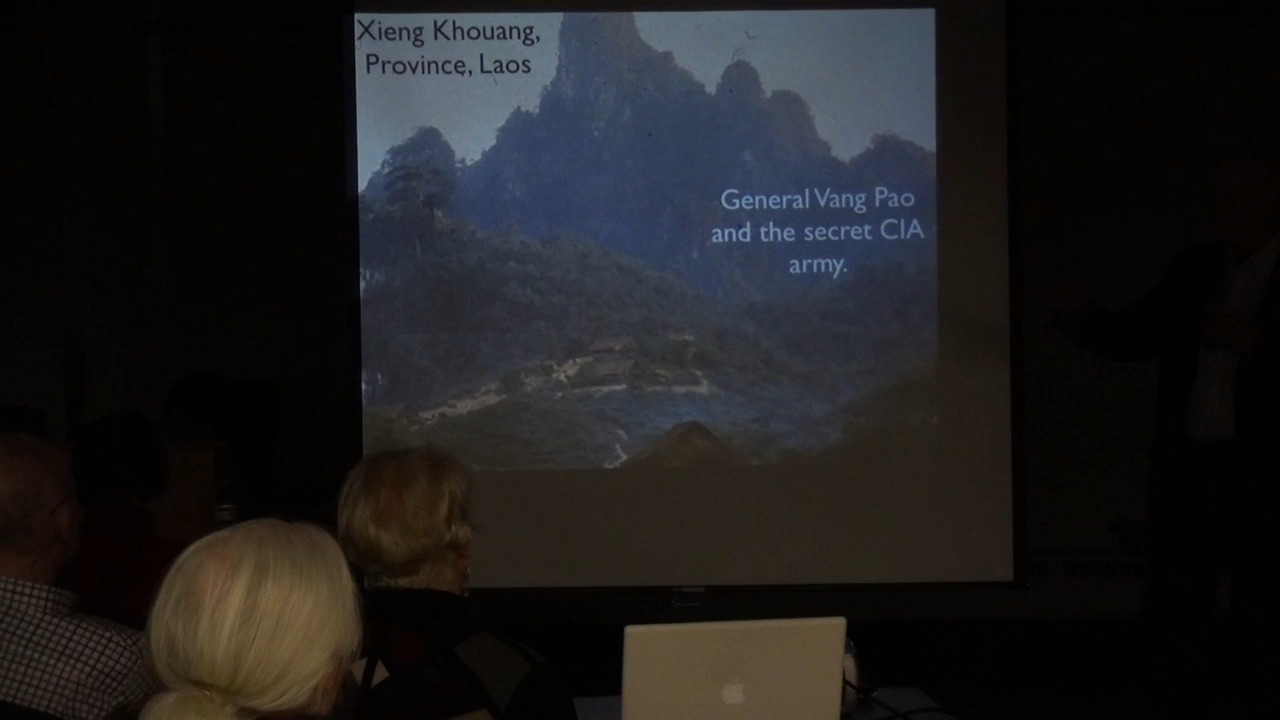 Xieng Khouang,
Province, Laos
General Vang Pao
and the secret CIA
army.